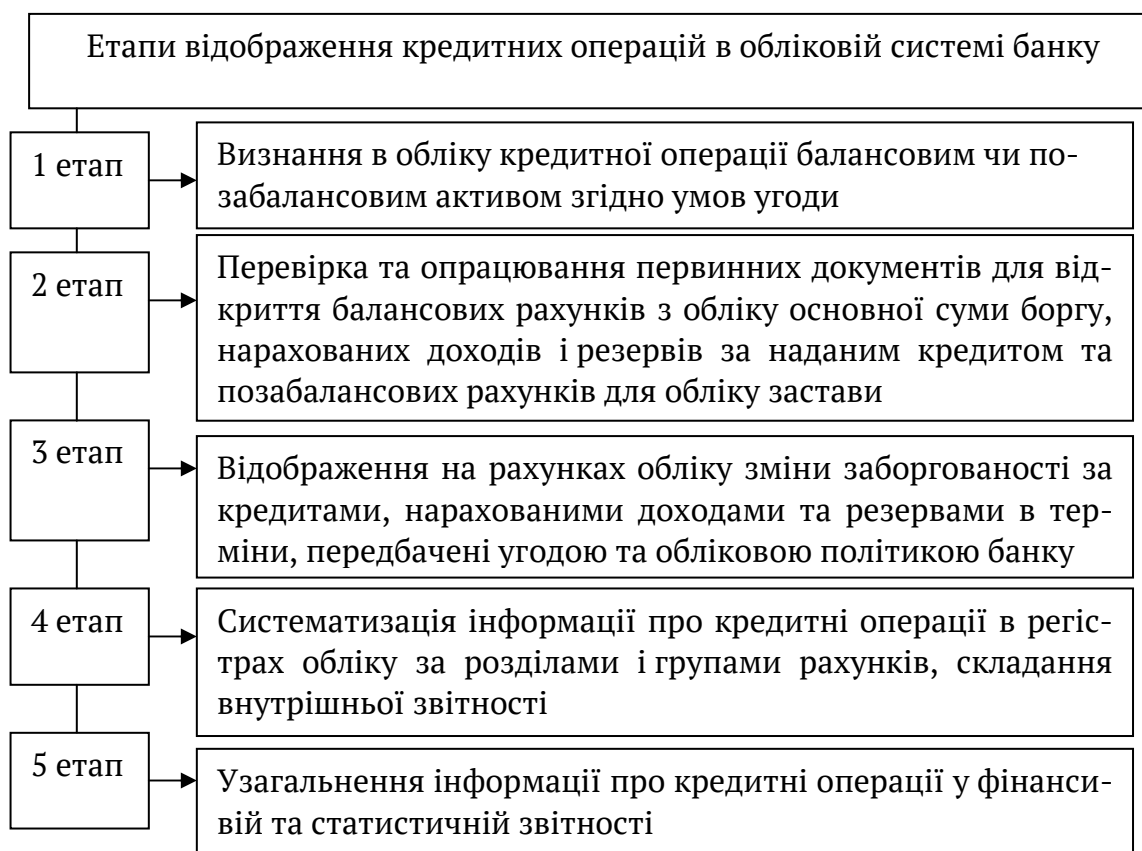 Етапи відображення кредитних операцій в обліковій системі банку
1 етап
Визнання в обліку кредитної операції балансовим чи по-
забалансовим активом згідно умов угоди
2 етап
Перевірка та опрацювання первинних документів для від-
криття балансових рахунків з обліку основної суми боргу,
нарахованих доходів і резервів за наданим кредитом та
позабалансових рахунків для обліку застави
3 етап
Відображення на рахунках обліку зміни заборгованості за
кредитами, нарахованими доходами та резервами в тер-
міни, передбачені угодою та обліковою політикою банку
4 етап
Систематизація інформації про кредитні операції в регіс-
трах обліку за розділами і групами рахунків, складання
внутрішньої звітності
5 етап
Узагальнення інформації про кредитні операції у фінанси-
вій та статистичній звітності